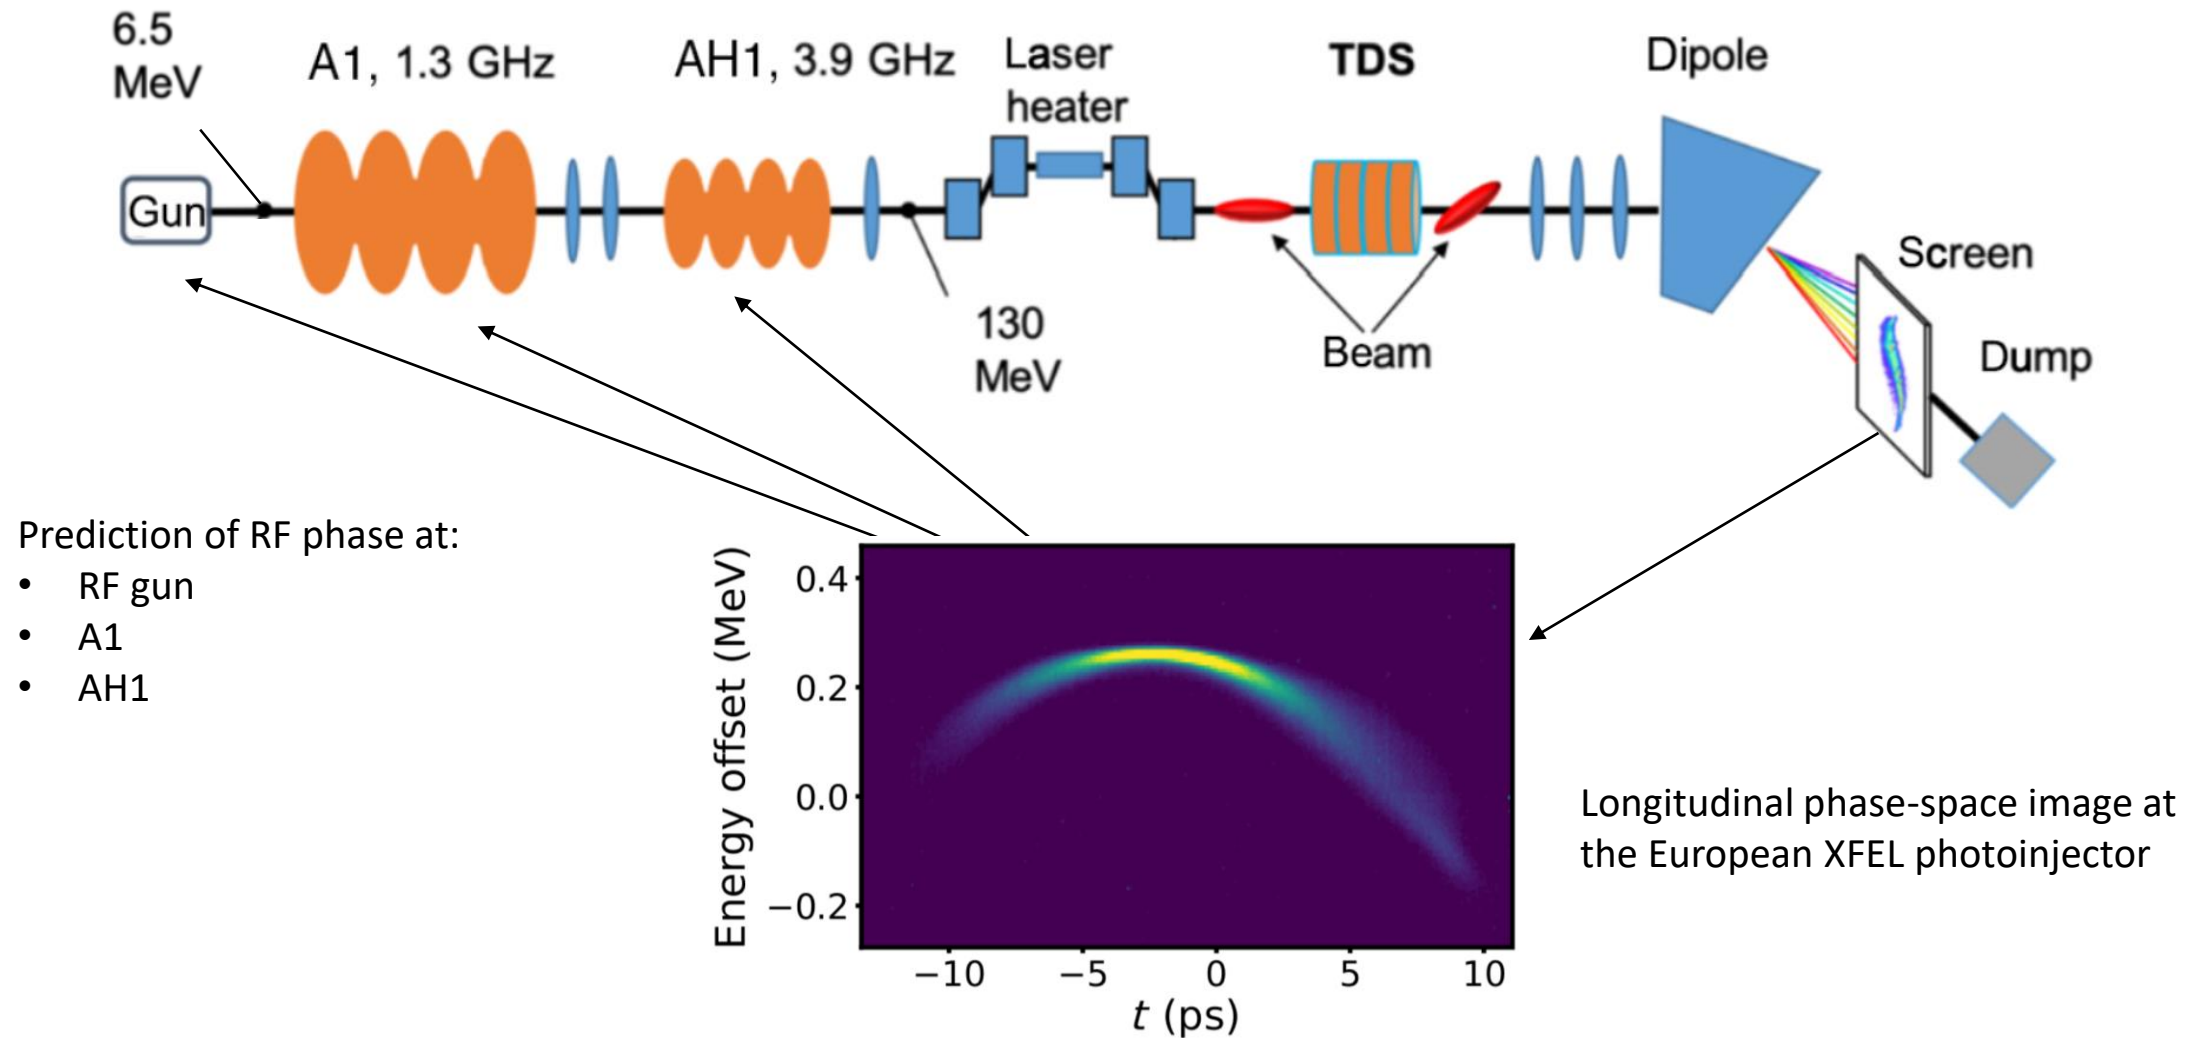 6.5
MeV
A1, 1.3 GHz
AH1, 3.9 GHz
Laser
heater
TDS
Dipole
Gun
130
MeV
Beam
Screen
Dump
Prediction of RF phase at:
• RF gun
• A1
• AH1
Energy offset (MeV)
0.4
0.2
0.0
−0.2
−10 −5 0 5 10
t (ps)
Longitudinal phase-space image at
the European XFEL photoinjector